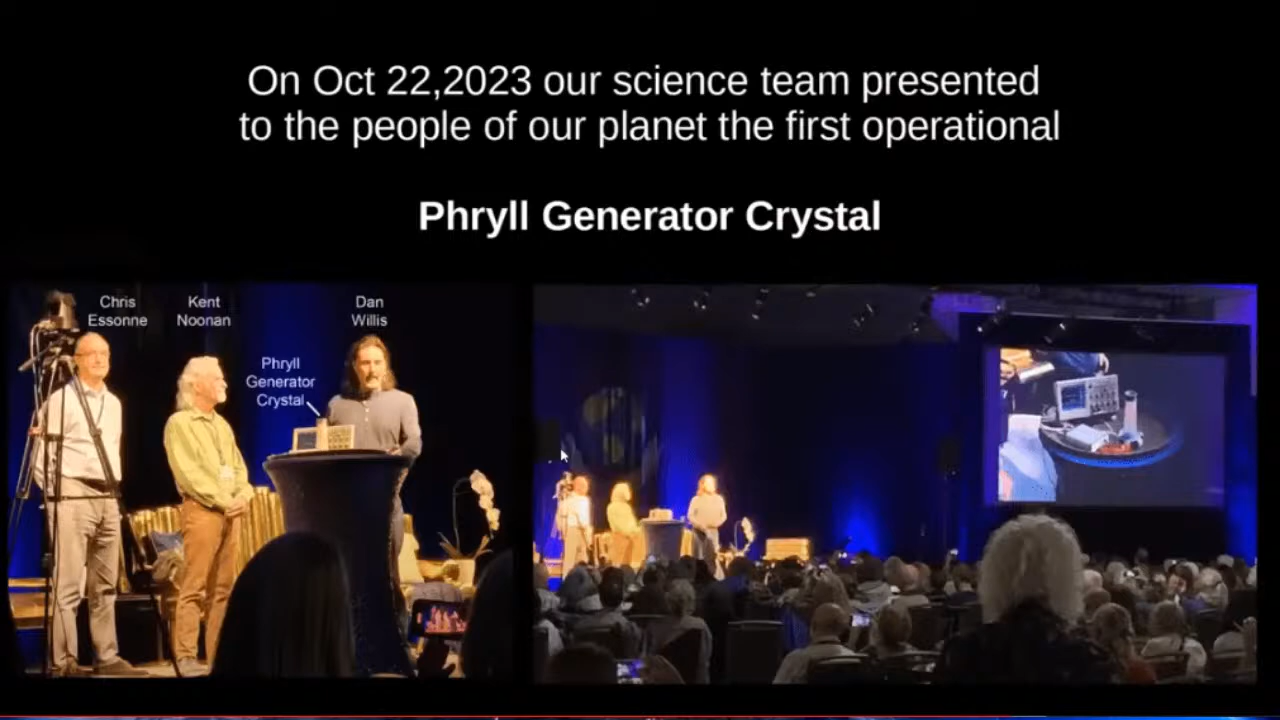 On Oct 22,2023 our science team presented
to the people of our planet the first operational
Phryll Generator Crystal
Chris
Essonne
Kent
Noonan
Dan
Willis
Phryll
Generator
Crystal